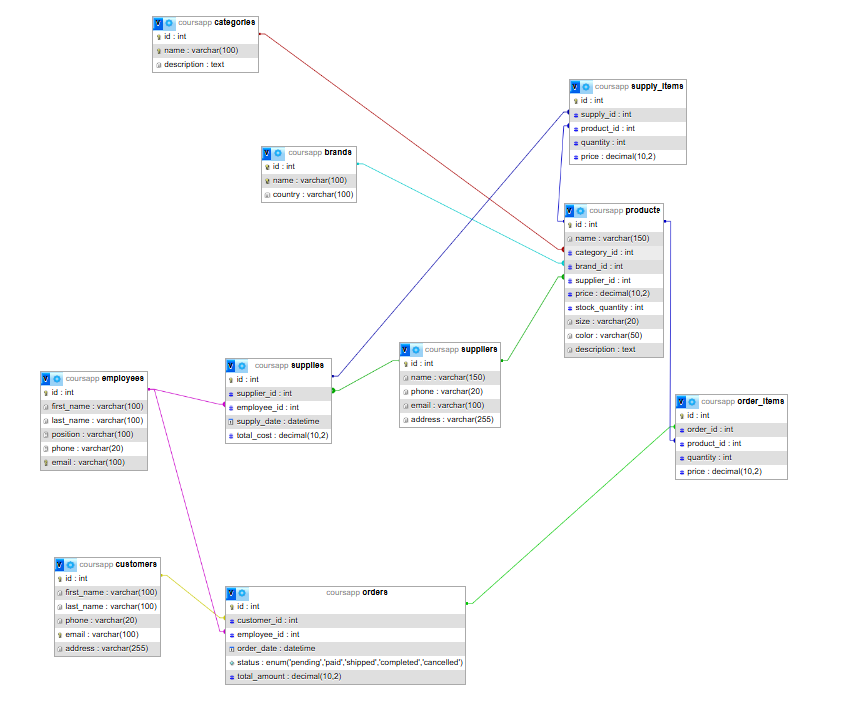 coursapp categories
id : int
name : varchar(100)
description : text
coursapp supply_items
id : int
supply_id : int
product_id : int
quantity : int
price : decimal(10,2)
coursapp brands
id : int
name : varchar(100)
country : varchar(100)
coursapp products
id : int
name : varchar(150)
category_id : int
brand_id : int
supplier_id : int
price : decimal(10,2)
stock_quantity : int
size : varchar(20)
color : varchar(50)
description : text
coursapp suppliers
id : int
name : varchar(150)
phone : varchar(20)
email : varchar(100)
address : varchar(255)
coursapp supplies
id : int
supplier_id : int
employee_id : int
supply_date : datetime
total_cost : decimal(10,2)
coursapp employees
id : int
first_name : varchar(100)
last_name : varchar(100)
position : varchar(100)
phone : varchar(20)
email : varchar(100)
coursapp order_items
id : int
order_id : int
product_id : int
quantity : int
price : decimal(10,2)
coursapp customers
id : int
first_name : varchar(100)
last_name : varchar(100)
phone : varchar(20)
email : varchar(100)
address : varchar(255)
coursapp orders
id : int
customer_id : int
employee_id : int
order_date : datetime
status : enum('pending','paid','shipped','completed','cancelled')
total_amount : decimal(10,2)